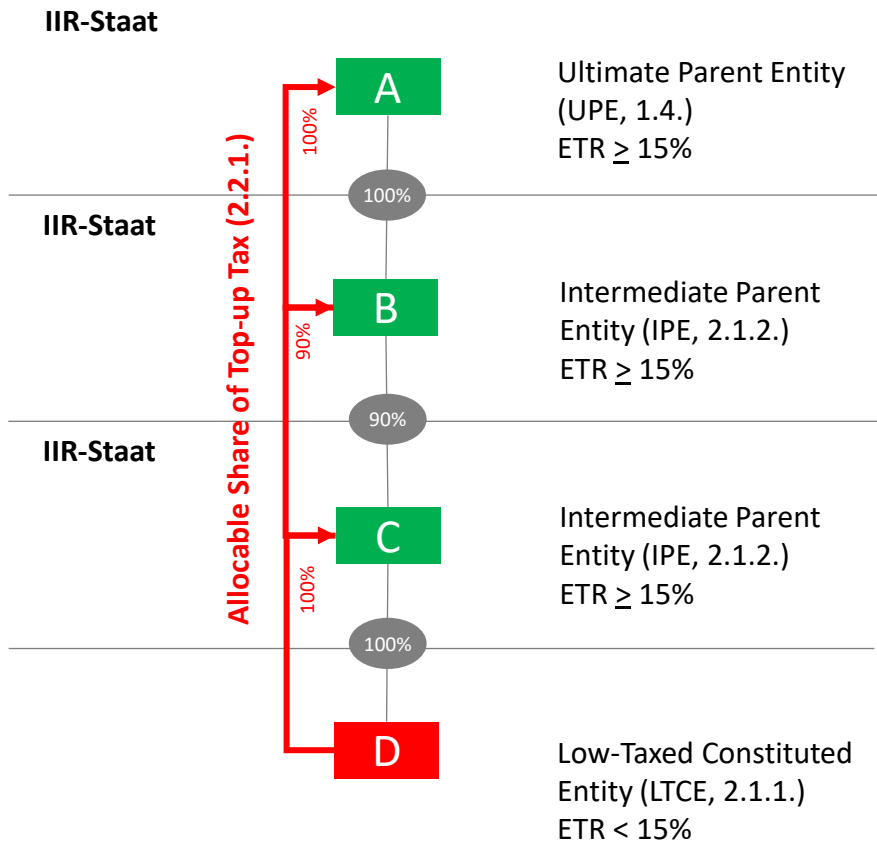 IIR-Staat
A
Ultimate Parent Entity
(UPE, 1.4.)
ETR ≥ 15%
100%
100%
IIR-Staat
Allocable Share of Top-up Tax (2.2.1.)
B
Intermediate Parent
Entity (IPE, 2.1.2.)
ETR ≥ 15%
90%
90%
IIR-Staat
C
Intermediate Parent
Entity (IPE, 2.1.2.)
ETR ≥ 15%
100%
100%
D
Low-Taxed Constituted
Entity (LTCE, 2.1.1.)
ETR < 15%